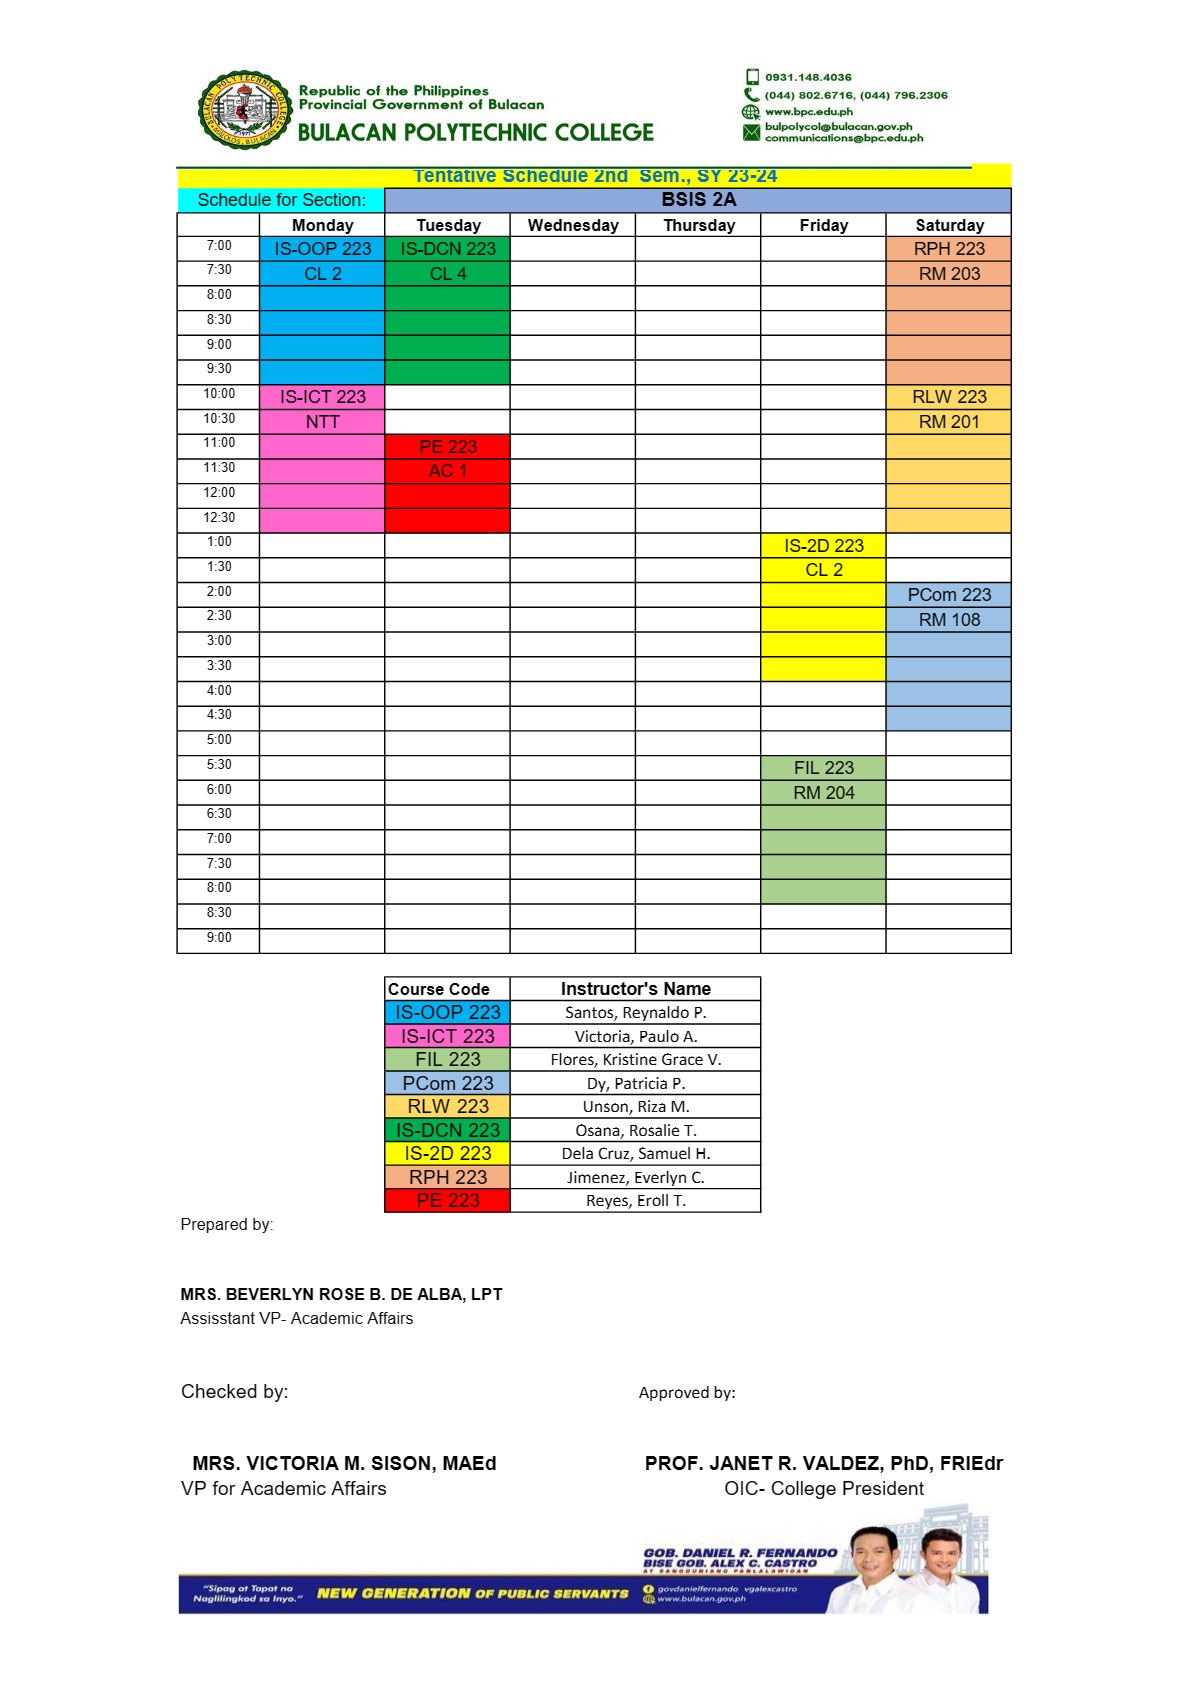 BULACAN POLYTECHNIC COLLEGE
MALOLOS, BULACAN
1971
Republic of the Philippines
Provincial Government of Bulacan
BULACAN POLYTECHNIC COLLEGE
0931.148.4036
(044) 802.6716, (044) 796.2306
www.bpc.edu.ph
bulpolycol@bulacan.gov.ph
communications@bpc.edu.ph
Tentative Schedule 2nd Sem., SY 23-24
Schedule for Section: BSIS 2A
Monday Tuesday Wednesday Thursday Friday Saturday
7:00 IS-OOP 223 IS-DCN 223 RPH 223
7:30 CL 2 CL 4 RM 203
8:00
8:30
9:00
9:30
10:00 IS-ICT 223 RLW 223
10:30 NTT RM 201
11:00 PE 223
11:30 AC 1
12:00
12:30
1:00 IS-2D 223
1:30 CL 2
2:00 PCom 223
2:30 RM 108
3:00
3:30
4:00
4:30
5:00
5:30 FIL 223
6:00 RM 204
6:30
7:00
7:30
8:00
8:30
9:00
Course Code Instructor's Name
IS-OOP 223 Santos, Reynaldo P.
IS-ICT 223 Victoria, Paulo A.
FIL 223 Flores, Kristine Grace V.
PCom 223 Dy, Patricia P.
RLW 223 Unson, Riza M.
IS-DCN 223 Osana, Rosalie T.
IS-2D 223 Dela Cruz, Samuel H.
RPH 223 Jimenez, Everlyn C.
PE 223 Reyes, Eroll T.
Prepared by:
MRS. BEVERLYN ROSE B. DE ALBA, LPT
Assisstant VP- Academic Affairs
Checked by: Approved by:
MRS. VICTORIA M. SISON, MAEd PROF. JANET R. VALDEZ, PhD, FRIEdr
VP for Academic Affairs OIC- College President
GOB. DANIEL R. FERNANDO
BISE GOB. ALEX C. CASTRO
AT SANGGUNIANG PANLALAWIGAN
"Sipag at Tapat na
Naglilingkod sa Inyo."
NEW GENERATION OF PUBLIC SERVANTS
govdanielfernando vgalexcastro
www.bulacan.gov.ph